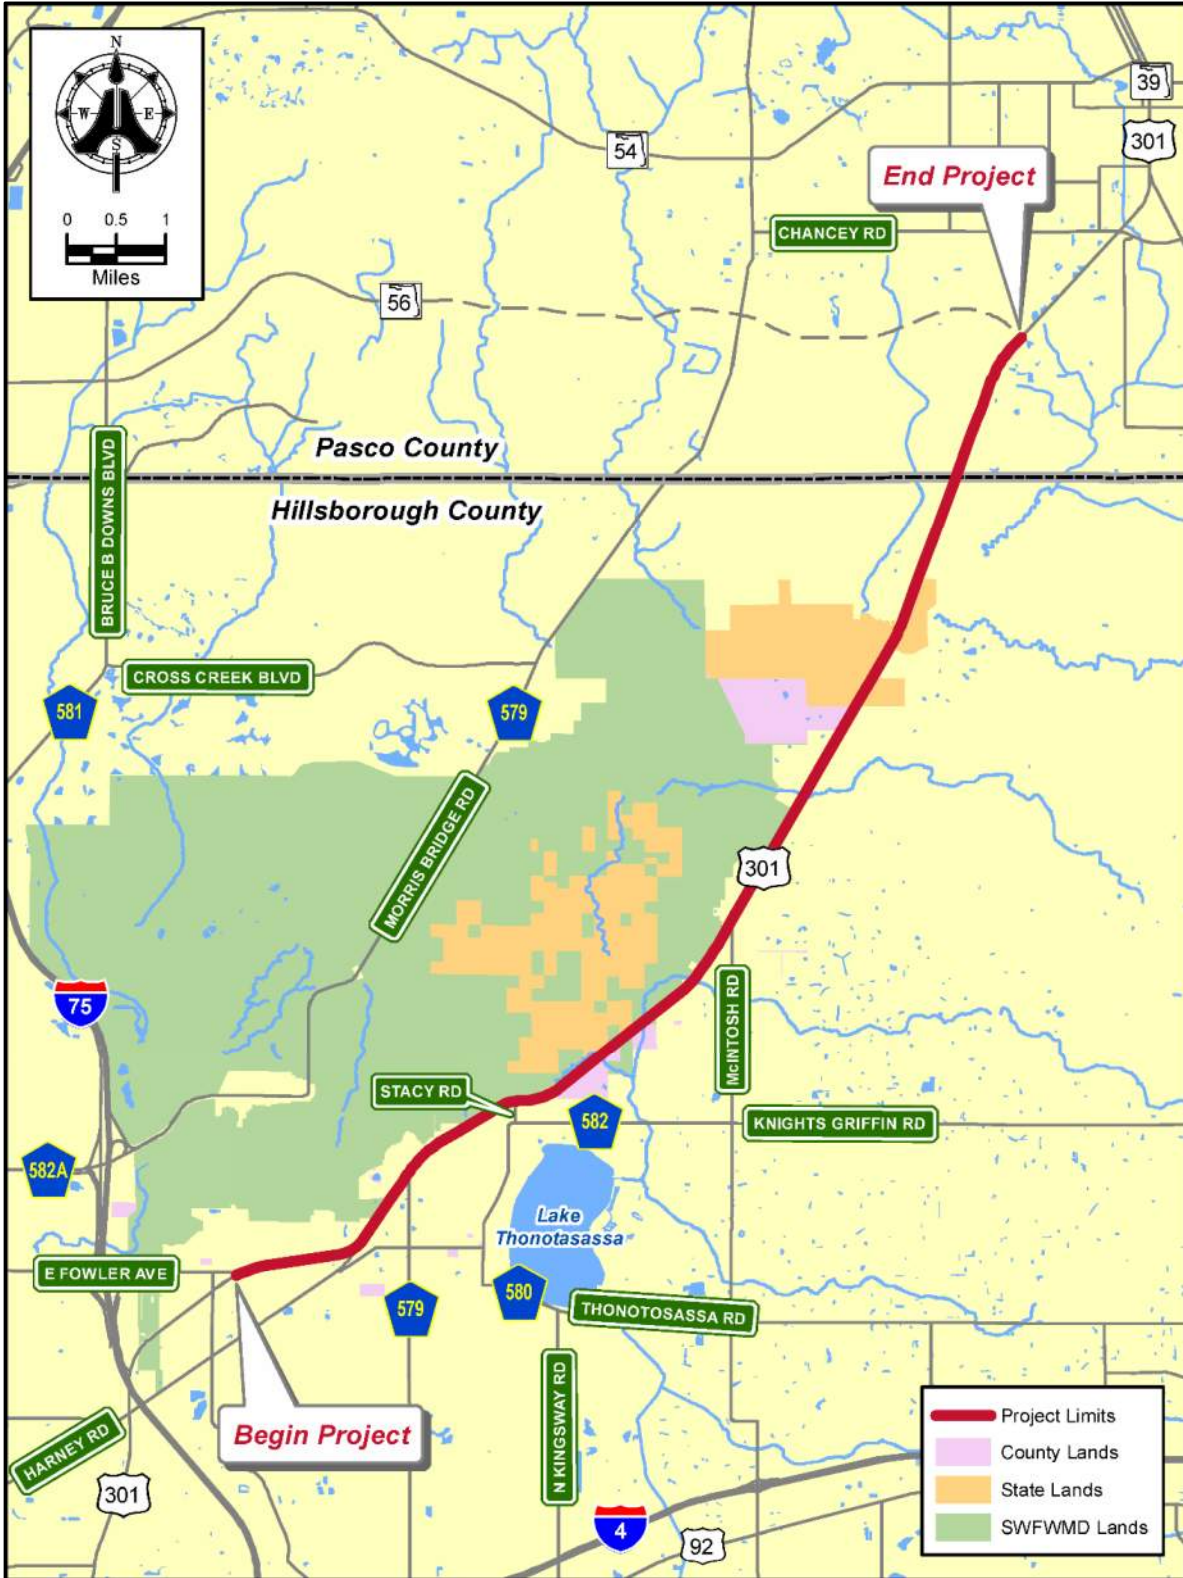 N
W
E
S
0 0.5 1
Miles
39
301
54
End Project
CHANCEY RD
56
Pasco County
Hillsborough County
BRUCE B DOWNS BLVD
CROSS CREEK BLVD
581
579
MORRIS BRIDGE RD
301
75
McINTOSH RD
STACY RD
582
KNIGHTS GRIFFIN RD
582A
Lake
Thonotasassa
E FOWLER AVE
580
579
THONOTOSASSA RD
N KINGSWAY RD
Begin Project
HARNEY RD
301
4
92
Project Limits
County Lands
State Lands
SWFWMD Lands